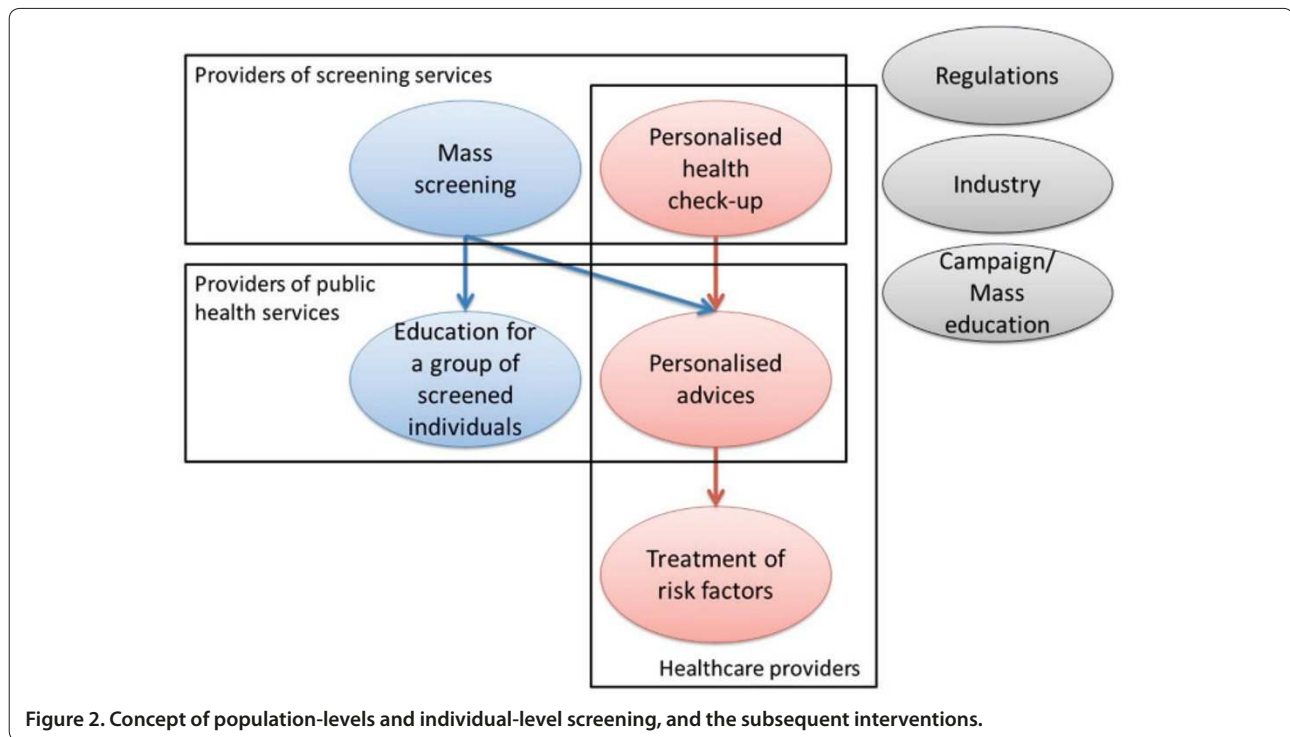 Providers of screening services
Mass
screening
Personalised
health
check-up
Regulations
Industry
Campaign/
Mass
education
Providers of public
health services
Education for
a group of
screened
individuals
Personalised
advices
Treatment of
risk factors
Healthcare providers
Figure 2. Concept of population-levels and individual-level screening, and the subsequent interventions.